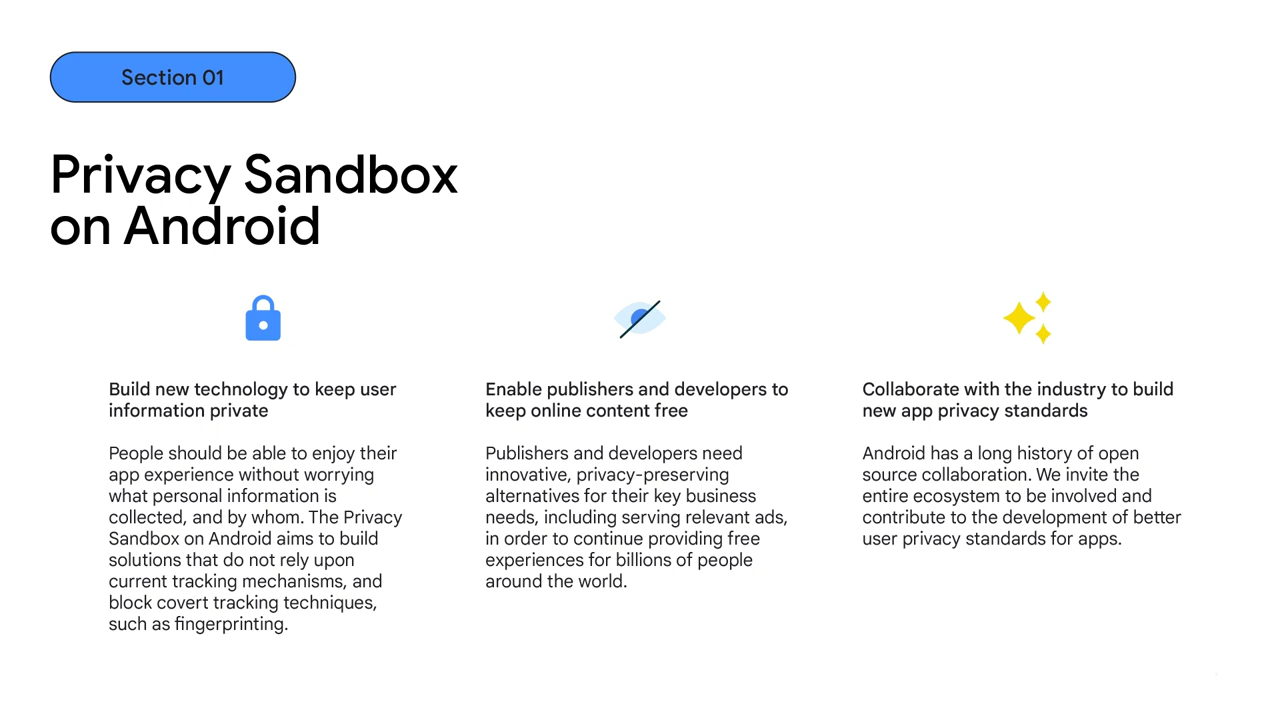 Section 01
Privacy Sandbox
on Android
Build new technology to keep user
information private
People should be able to enjoy their
app experience without worrying
what personal information is
collected, and by whom. The Privacy
Sandbox on Android aims to build
solutions that do not rely upon
current tracking mechanisms, and
block covert tracking techniques,
such as fingerprinting.
Enable publishers and developers to
keep online content free
Publishers and developers need
innovative, privacy-preserving
alternatives for their key business
needs, including serving relevant ads,
in order to continue providing free
experiences for billions of people
around the world.
Collaborate with the industry to build
new app privacy standards
Android has a long history of open
source collaboration. We invite the
entire ecosystem to be involved and
contribute to the development of better
user privacy standards for apps.